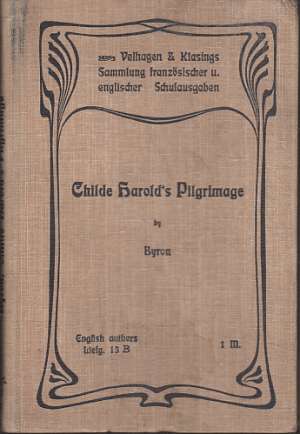 Velhagen & Klasings
Sammlung französischer u.
englischer Schulausgaben
Childe Harold's Pilgrimage
by
Byron
English authors
Liefg. 13 B
1 M.